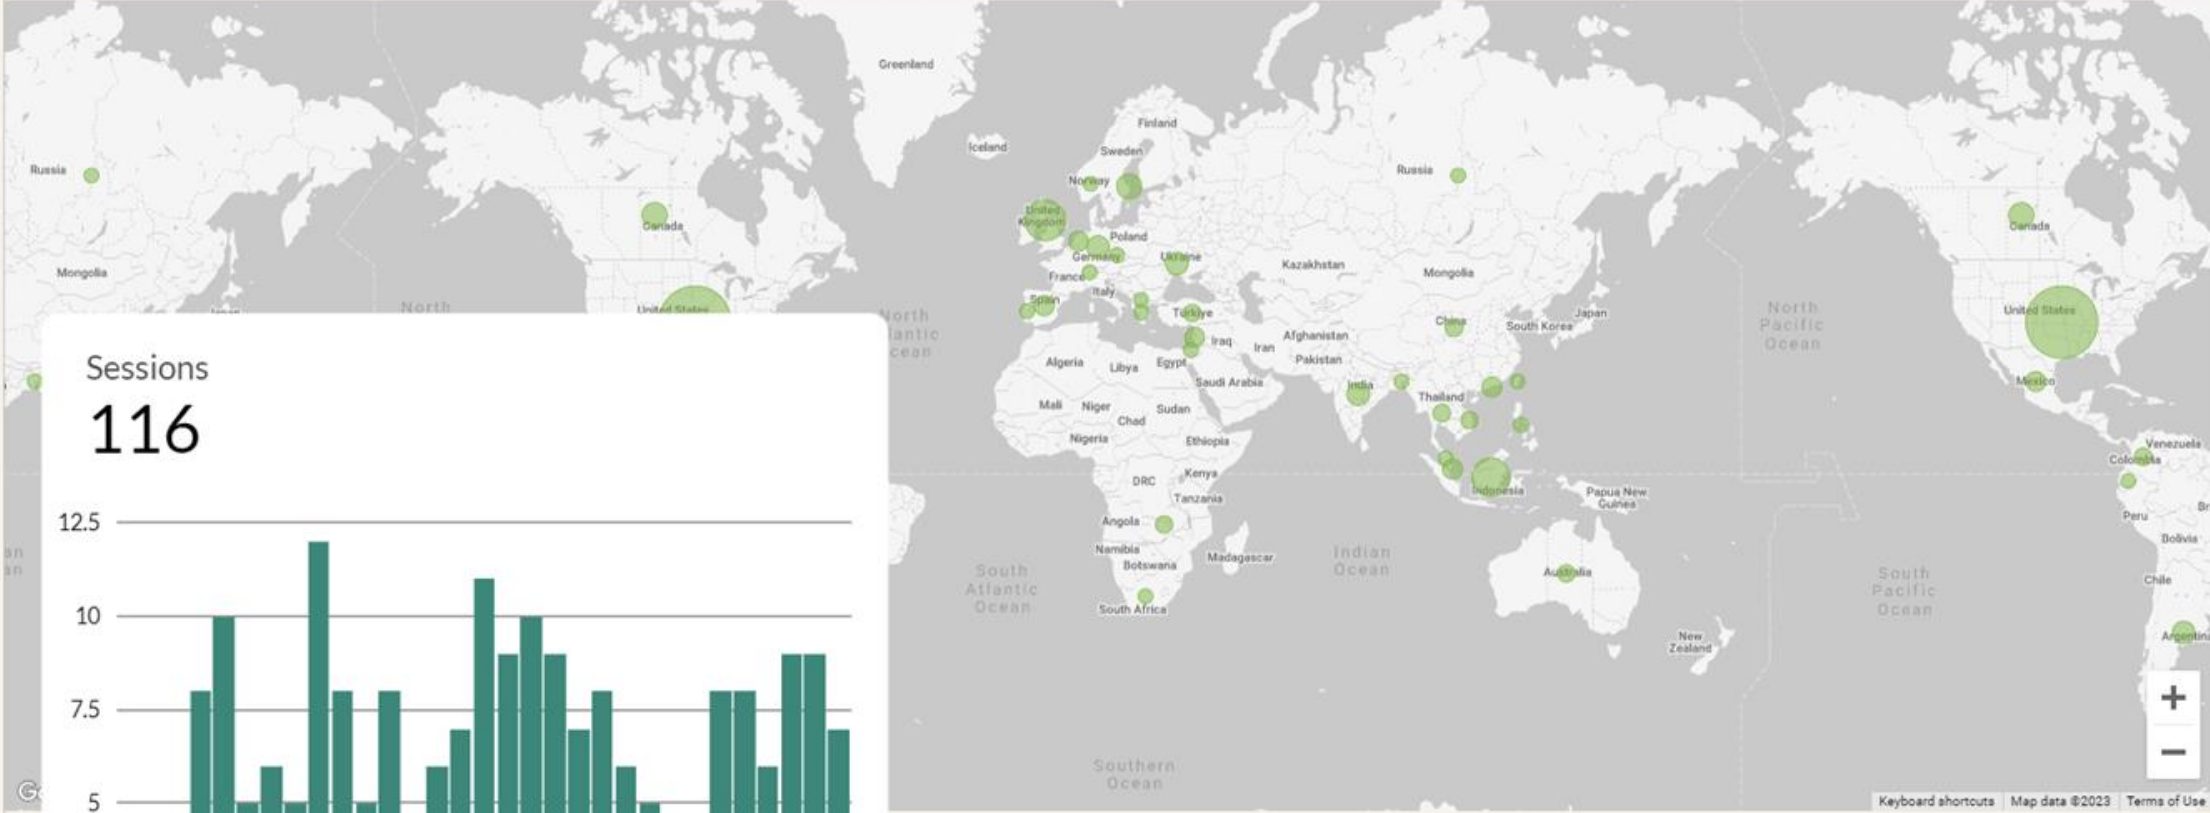 Greenland
Iceland
Finland
Sweden
Norway
Russia
Russia
United
Kingdom
Canada
Canada
Poland
Germany
Ukraine
France
Kazakhstan
Mongolia
Mongolia
Italy
Spain
North
North
Atlantic
Ocean
United States
United States
North
Pacific
Ocean
Türkiye
China
South Korea
Japan
Afghanistan
Iraq
Iran
Pakistan
Algeria
Libya
Egypt
Saudi Arabia
India
Mexico
Thailand
Mali
Niger
Chad
Sudan
Nigeria
Ethiopia
Venezuela
Colombia
DRC
Kenya
Tanzania
Indonesia
Papua New
Guinea
Peru
Angola
Bolivia
Namibia
Botswana
Madagascar
Indian
Ocean
South
Atlantic
Ocean
Australia
South
Pacific
Ocean
Chile
South Africa
New
Zealand
Argentin
Southern
Ocean
Sessions
116
12.5
10
7.5
5
Go
+
−
Keyboard shortcuts
Map data ©2023
Terms of Use